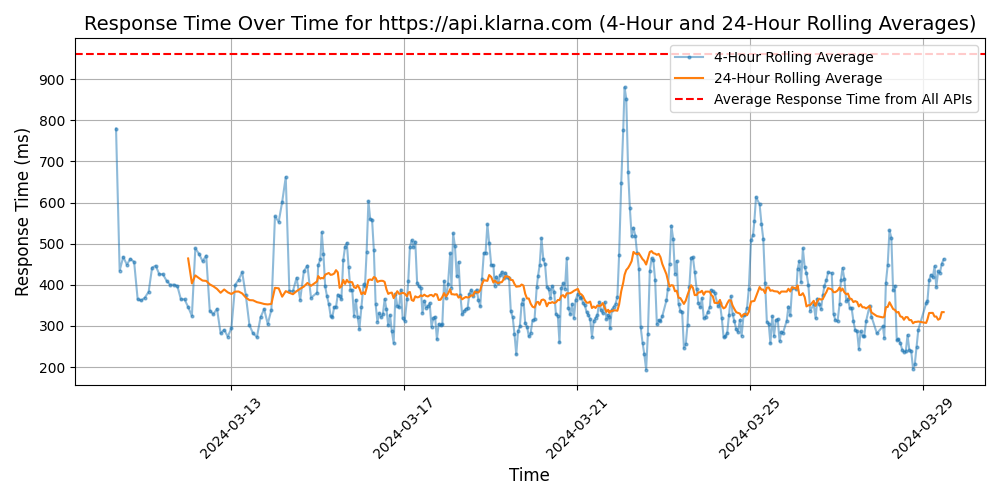 Response Time Over Time for https://api.klarna.com (4-Hour and 24-Hour Rolling Averages)
4-Hour Rolling Average
24-Hour Rolling Average
Average Response Time from All APIs
Response Time (ms)
900
800
700
600
500
400
300
200
2024-03-13
2024-03-17
2024-03-21
2024-03-25
2024-03-29
Time